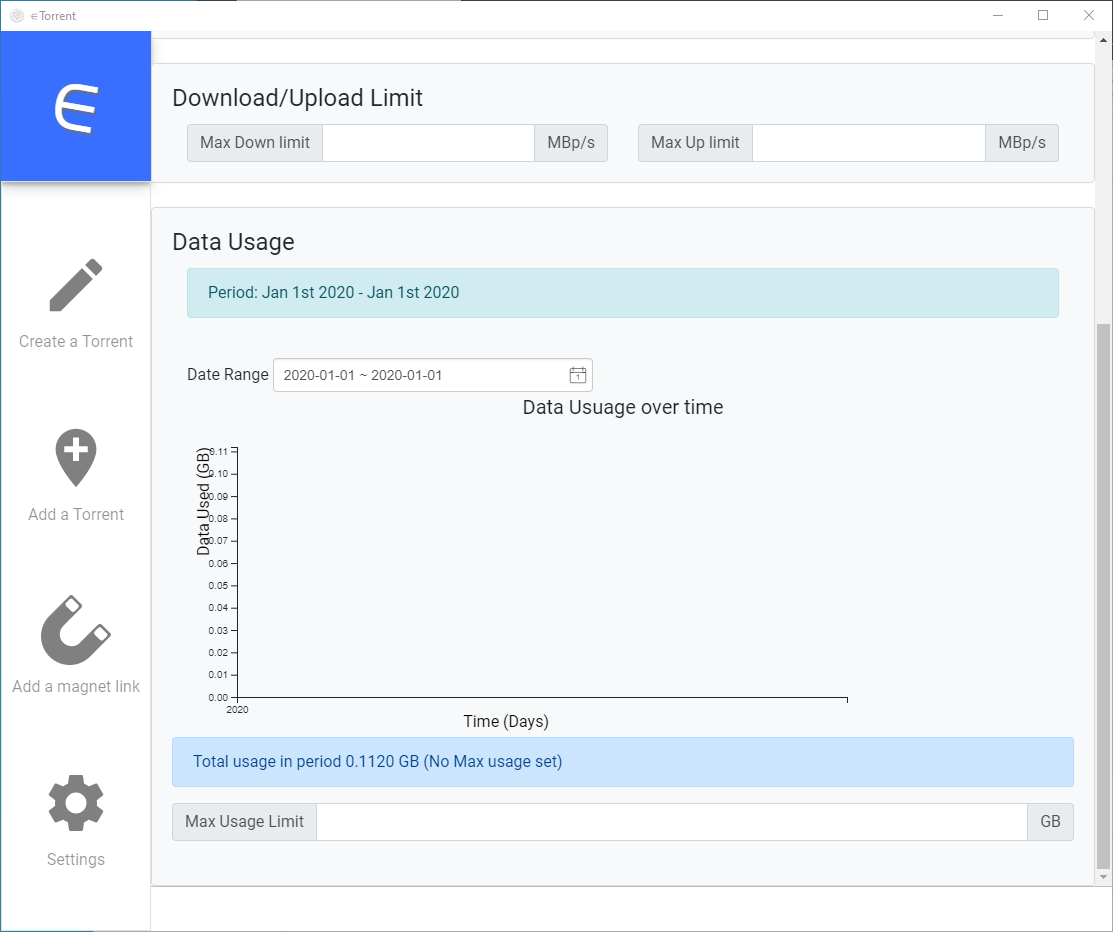 ∈Torrent
∈
Download/Upload Limit
Max Down limit MBp/s Max Up limit MBp/s
Create a Torrent
Add a Torrent
Add a magnet link
Settings
Data Usage
Period: Jan 1st 2020 - Jan 1st 2020
Date Range 2020-01-01 ~ 2020-01-01 1
Data Usuage over time
Data Used (GB)
0.11
0.10
0.09
0.08
0.07
0.06
0.05
0.04
0.03
0.02
0.01
0.00
2020
Time (Days)
Total usage in period 0.1120 GB (No Max usage set)
Max Usage Limit GB